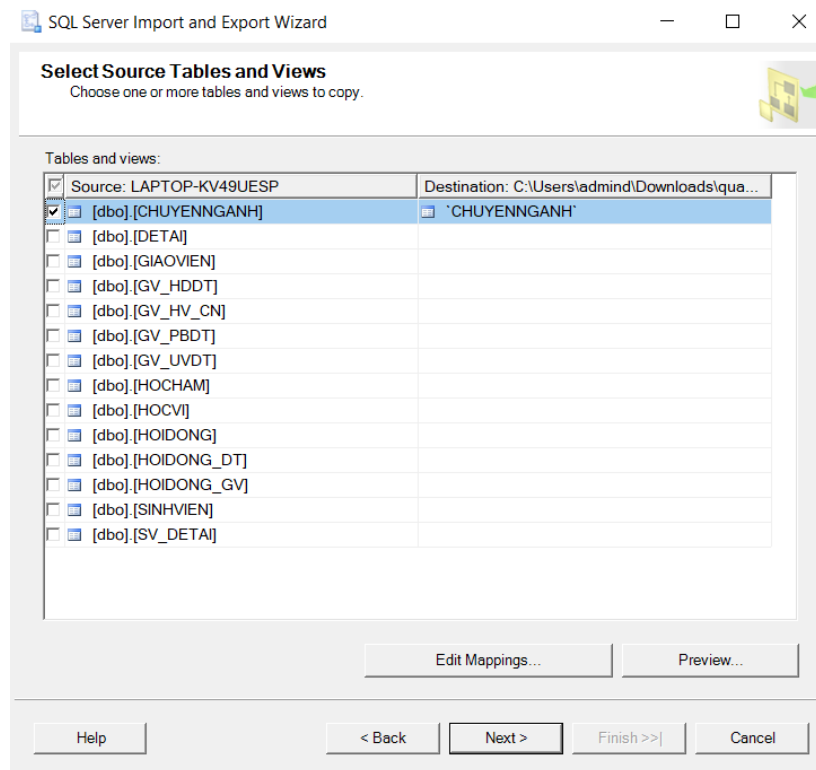 SQL Server Import and Export Wizard
Select Source Tables and Views
Choose one or more tables and views to copy.
Tables and views:
Source: LAPTOP-KV49UESP Destination: C:\Users\admind\Downloads\qua...
[dbo].[CHUYENNGANH] `CHUYENNGANH`
[dbo].[DETAI]
[dbo].[GIAOVIEN]
[dbo].[GV_HDDT]
[dbo].[GV_HV_CN]
[dbo].[GV_PBDT]
[dbo].[GV_UVDT]
[dbo].[HOCHAM]
[dbo].[HOCVI]
[dbo].[HOIDONG]
[dbo].[HOIDONG_DT]
[dbo].[HOIDONG_GV]
[dbo].[SINHVIEN]
[dbo].[SV_DETAI]
Edit Mappings... Preview...
Help < Back Next > Finish >>| Cancel